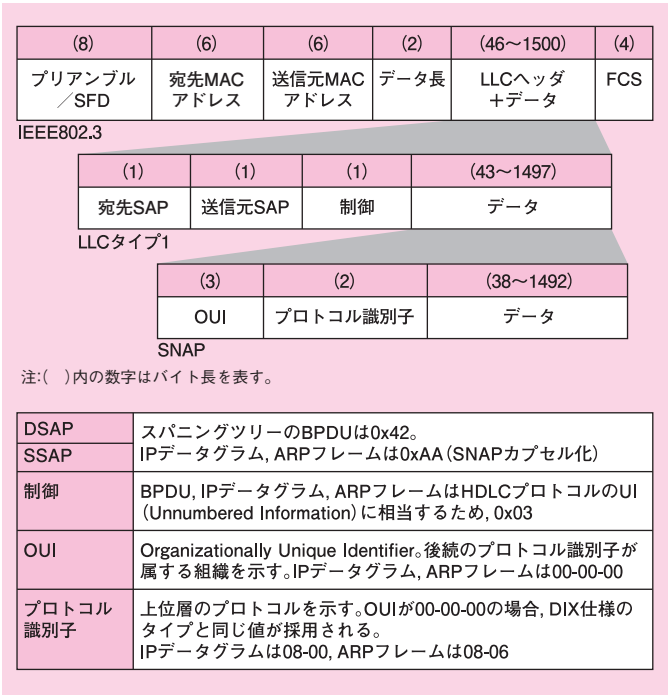 (8) (6) (6) (2) (46〜1500) (4)
プリアンブル 宛先MAC 送信元MAC データ長 LLCヘッダ FCS
／SFD アドレス アドレス ＋データ
IEEE802.3
(1) (1) (1) (43〜1497)
宛先SAP 送信元SAP 制御 データ
LLCタイプ1
(3) (2) (38〜1492)
OUI プロトコル識別子 データ
SNAP
注:(　)内の数字はバイト長を表す。
DSAP スパニングツリーのBPDUは0x42。
SSAP IPデータグラム, ARPフレームは0xAA(SNAPカプセル化)
制御 BPDU, IPデータグラム, ARPフレームはHDLCプロトコルのUI
(Unnumbered Information)に相当するため, 0x03
OUI Organizationally Unique Identifier。後続のプロトコル識別子が
属する組織を示す。IPデータグラム, ARPフレームは00-00-00
プロトコル 上位層のプロトコルを示す。OUIが00-00-00の場合, DIX仕様の
識別子 タイプと同じ値が採用される。
IPデータグラムは08-00, ARPフレームは08-06